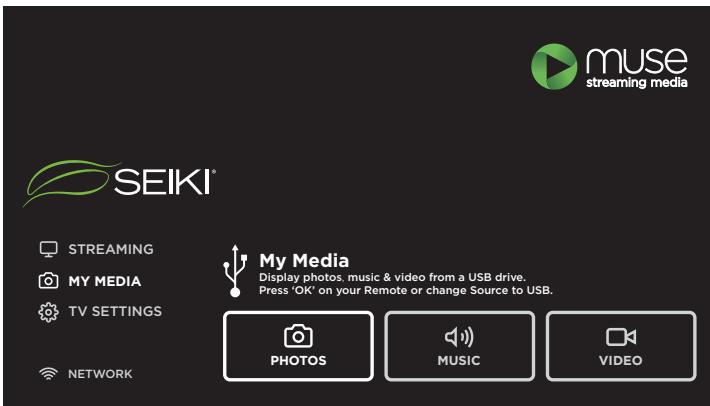 muse
streaming media
SEIKI®
STREAMING
MY MEDIA
TV SETTINGS
NETWORK
My Media
Display photos, music & video from a USB drive.
Press ‘OK’ on your Remote or change Source to USB.
PHOTOS
MUSIC
VIDEO